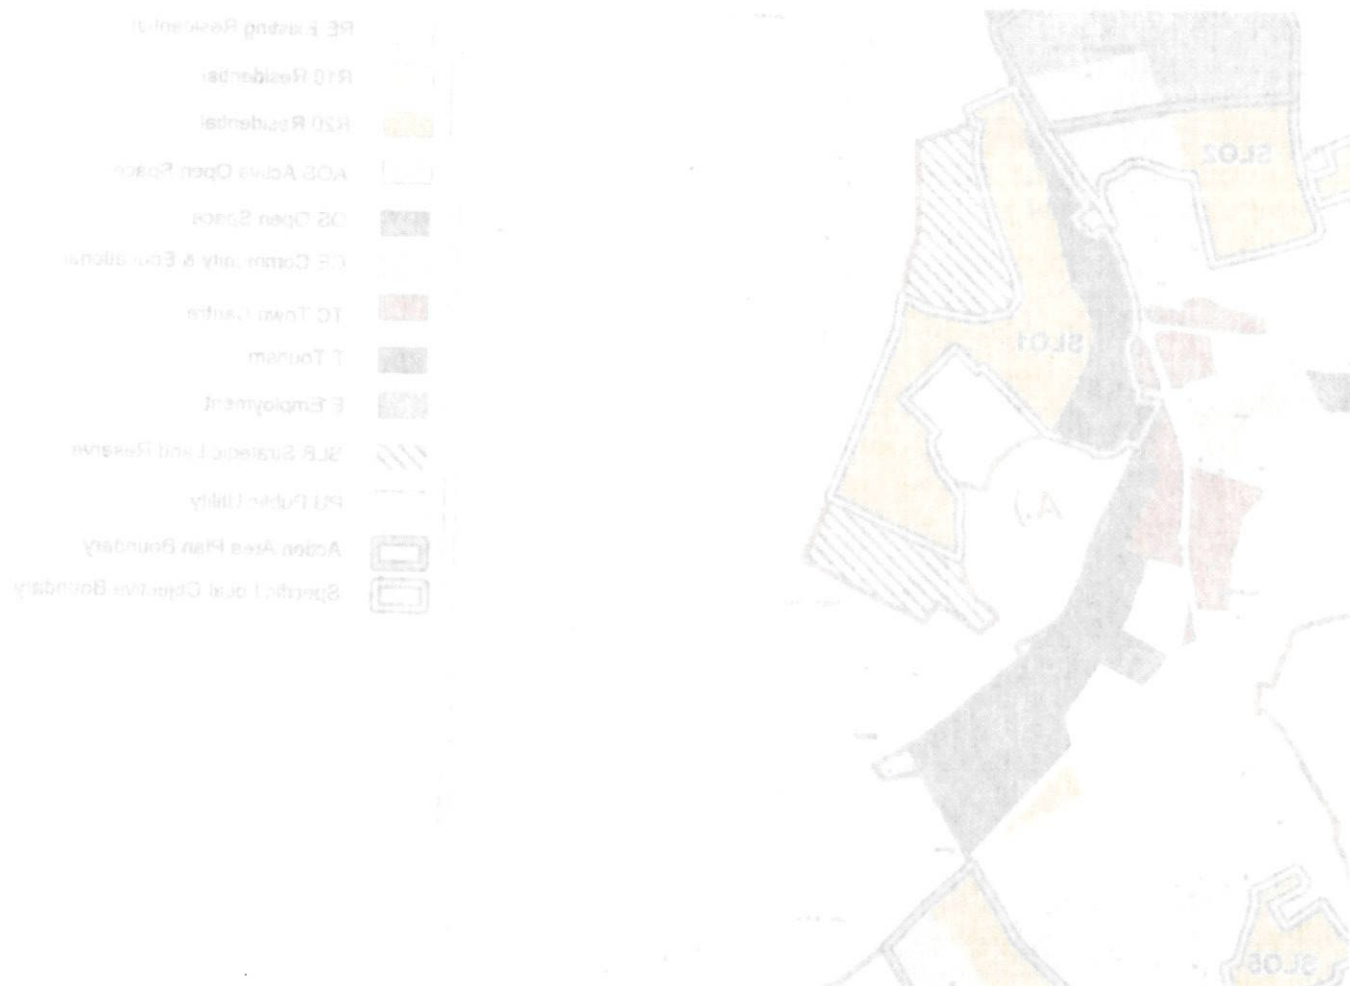 RE Existing Residential
R10 Residential
R20 Residential
AOS Active Open Space
OS Open Space
CE Community & Educational
TC Town Centre
T Tourism
E Employment
SLR Strategic Land Reserve
PU Public Utility
Action Area Plan Boundary
Specific Local Objective Boundary
SLO2
SLO1
A.)
SLO5